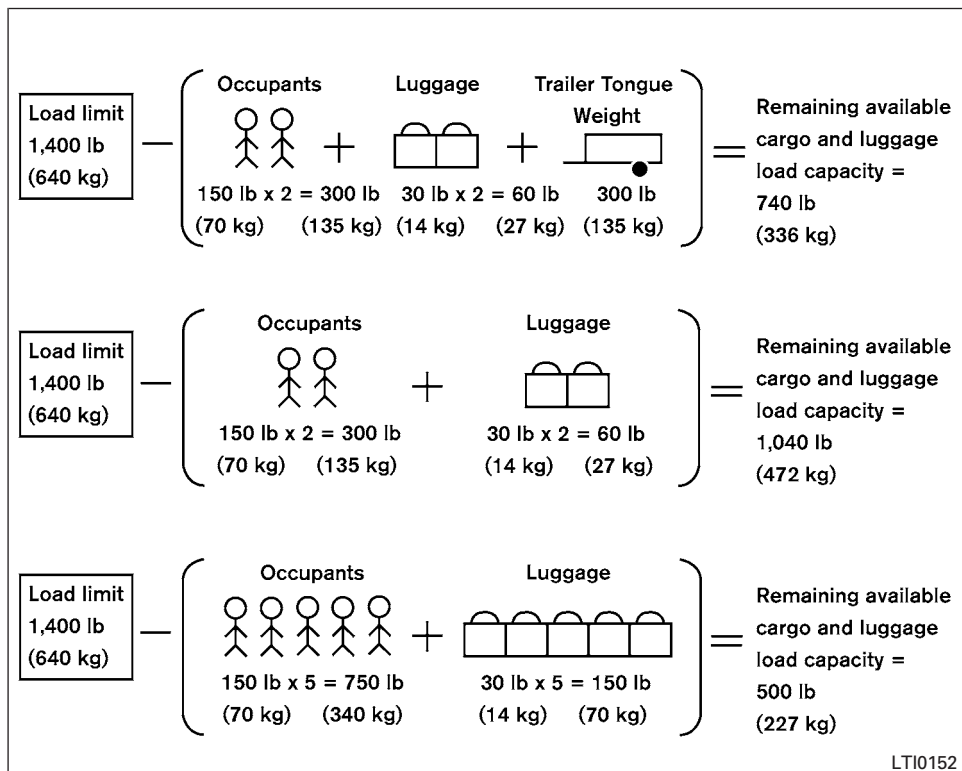 Load limit
1,400 lb
(640 kg)
Occupants
150 lb x 2 = 300 lb
(70 kg) (135 kg)
+
Luggage
30 lb x 2 = 60 lb
(14 kg) (27 kg)
+
Trailer Tongue
Weight
300 lb
(135 kg)
=
Remaining available
cargo and luggage
load capacity =
740 lb
(336 kg)
Load limit
1,400 lb
(640 kg)
Occupants
150 lb x 2 = 300 lb
(70 kg) (135 kg)
+
Luggage
30 lb x 2 = 60 lb
(14 kg) (27 kg)
=
Remaining available
cargo and luggage
load capacity =
1,040 lb
(472 kg)
Load limit
1,400 lb
(640 kg)
Occupants
150 lb x 5 = 750 lb
(70 kg) (340 kg)
+
Luggage
30 lb x 5 = 150 lb
(14 kg) (70 kg)
=
Remaining available
cargo and luggage
load capacity =
500 lb
(227 kg)
LTI0152